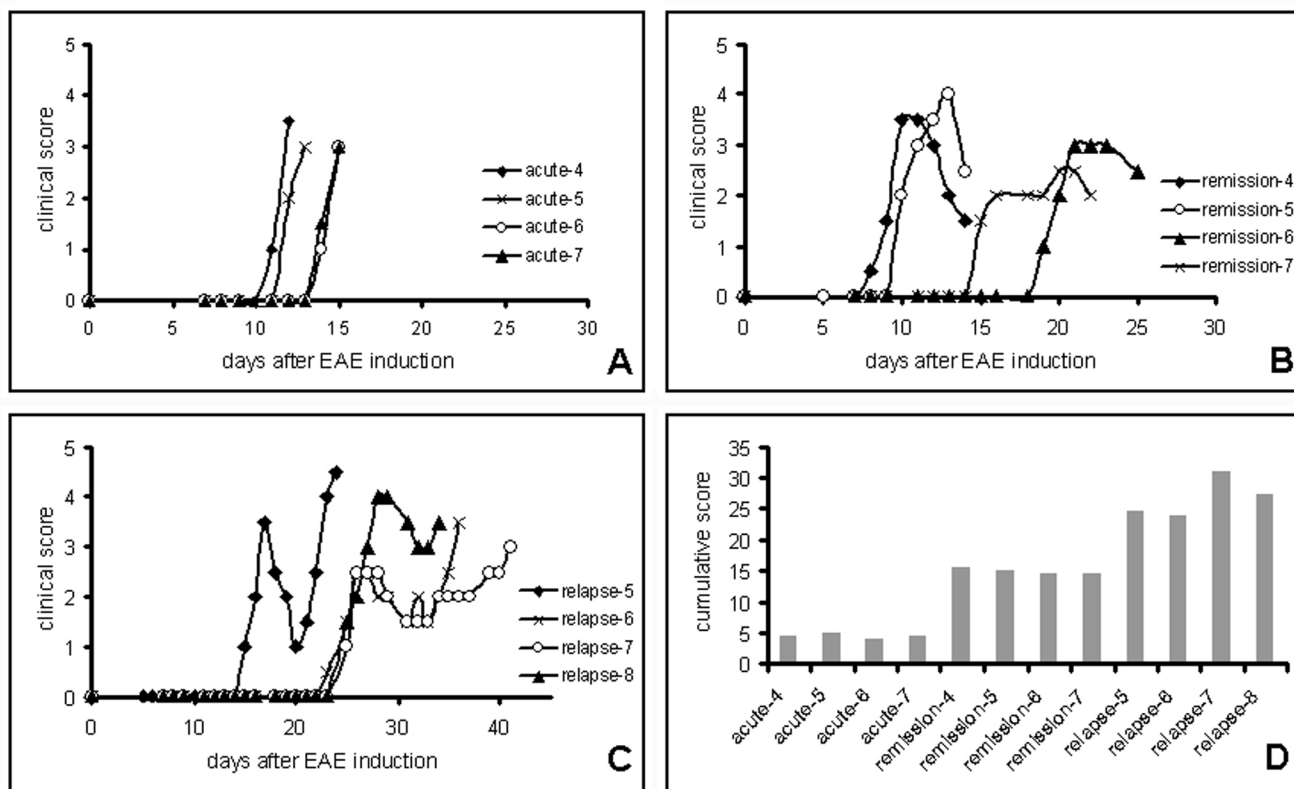 5
4
3
2
1
0
clinical score
acute-4
acute-5
acute-6
acute-7
0 5 10 15 20 25 30
days after EAE induction
A
5
4
3
2
1
0
clinical score
remission-4
remission-5
remission-6
remission-7
0 5 10 15 20 25 30
days after EAE induction
B
5
4
3
2
1
0
clinical score
relapse-5
relapse-6
relapse-7
relapse-8
0 10 20 30 40
days after EAE induction
C
35
30
25
20
15
10
5
0
cumulative score
acute-4
acute-5
acute-6
acute-7
remission-4
remission-5
remission-6
remission-7
relapse-5
relapse-6
relapse-7
relapse-8
D